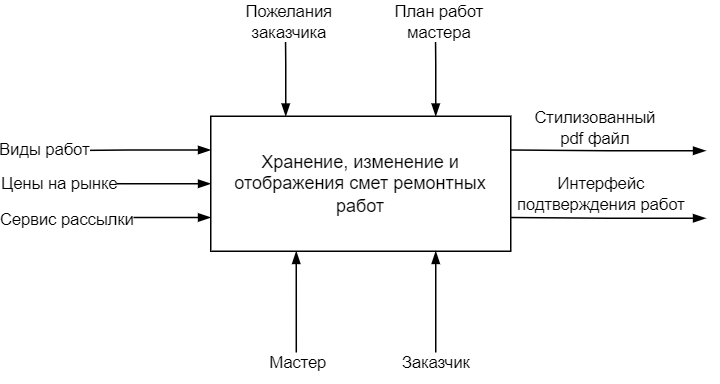 Пожелания
заказчика
План работ
мастера
Виды работ
Цены на рынке
Сервис рассылки
Хранение, изменение и
отображения смет ремонтных
работ
Стилизованный
pdf файл
Интерфейс
подтверждения работ
Мастер
Заказчик